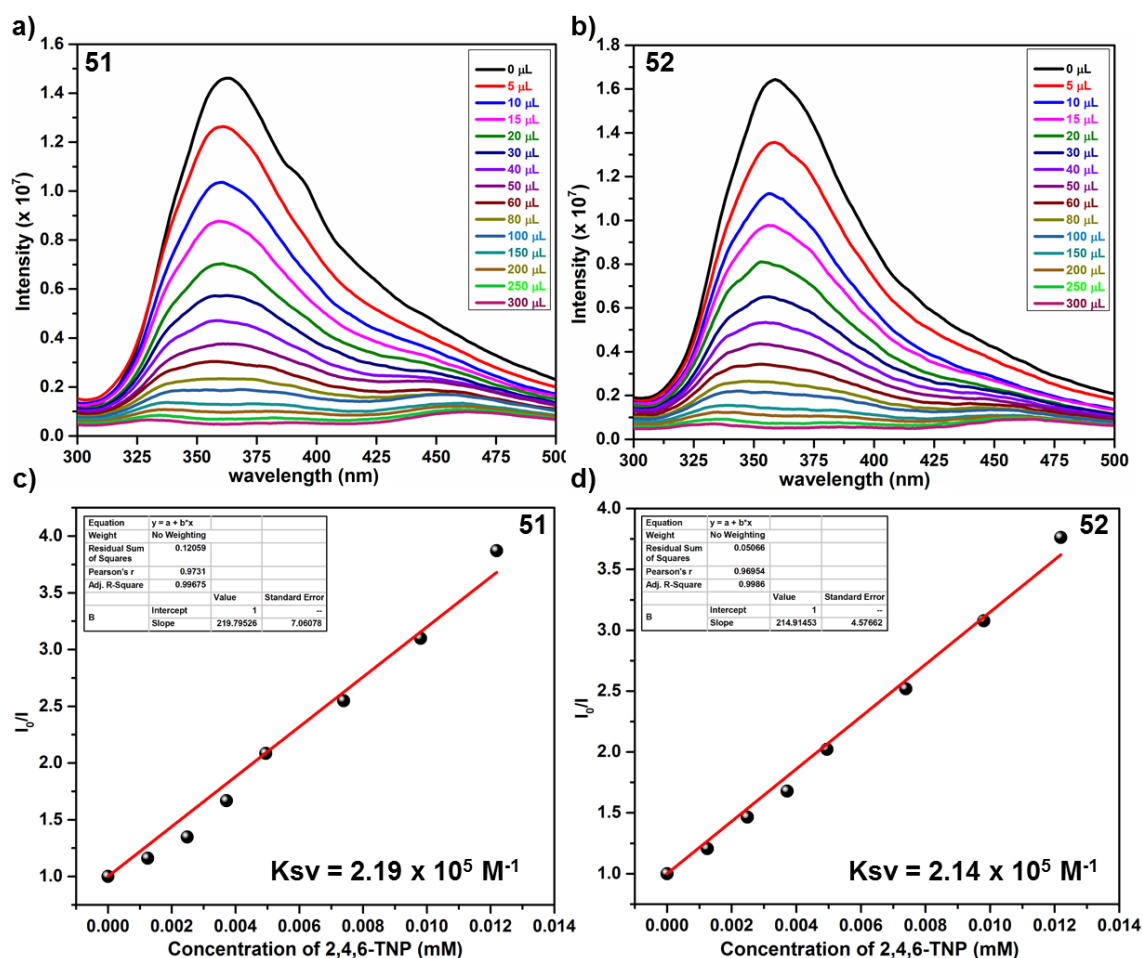 a)
51
1.6
1.4
1.2
1.0
0.8
0.6
0.4
0.2
0.0
Intensity (x 10⁷)
300 325 350 375 400 425 450 475 500
wavelength (nm)
0 µL
5 µL
10 µL
15 µL
20 µL
30 µL
40 µL
50 µL
60 µL
80 µL
100 µL
150 µL
200 µL
250 µL
300 µL
b)
52
1.8
1.6
1.4
1.2
1.0
0.8
0.6
0.4
0.2
0.0
Intensity (x 10⁷)
300 325 350 375 400 425 450 475 500
wavelength (nm)
0 µL
5 µL
10 µL
15 µL
20 µL
30 µL
40 µL
50 µL
60 µL
80 µL
100 µL
150 µL
200 µL
250 µL
300 µL
c)
51
Equation y = a + b*x
Weight No Weighting
Residual Sum of Squares 0.12059
Pearson's r 0.9731
Adj. R-Square 0.99675
Value Standard Error
B Intercept 1 --
Slope 219.79526 7.06078
4.0
3.5
3.0
2.5
2.0
1.5
1.0
I₀/I
Ksv = 2.19 x 10⁵ M⁻¹
0.000 0.002 0.004 0.006 0.008 0.010 0.012 0.014
Concentration of 2,4,6-TNP (mM)
d)
52
Equation y = a + b*x
Weight No Weighting
Residual Sum of Squares 0.05066
Pearson's r 0.96954
Adj. R-Square 0.9986
Value Standard Error
B Intercept 1 --
Slope 214.91453 4.57662
4.0
3.5
3.0
2.5
2.0
1.5
1.0
I₀/I
Ksv = 2.14 x 10⁵ M⁻¹
0.000 0.002 0.004 0.006 0.008 0.010 0.012 0.014
Concentration of 2,4,6-TNP (mM)